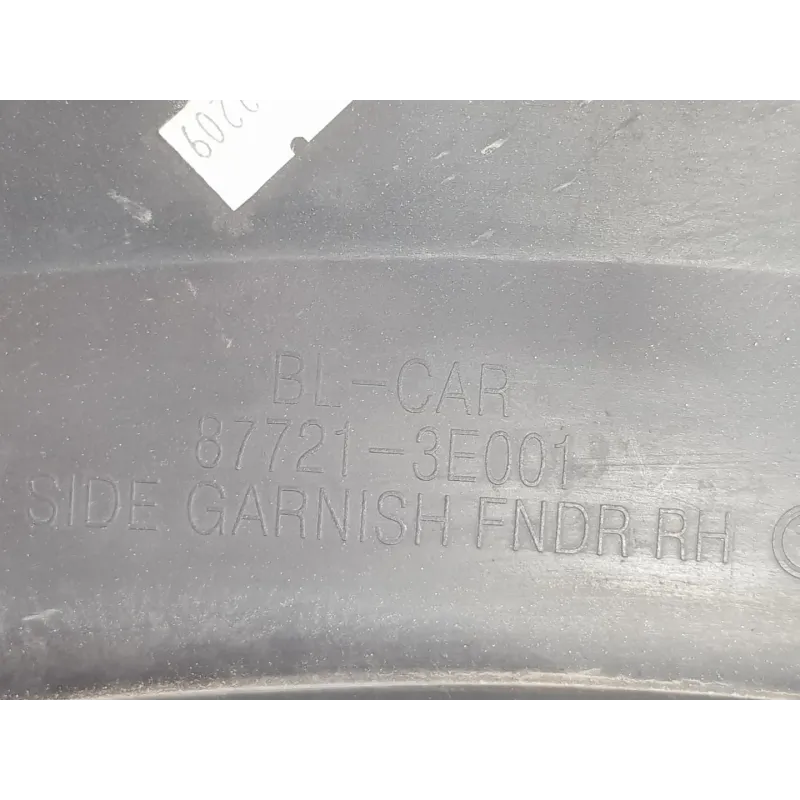 BL-CAR
87721-3E001
SIDE GARNISH FNDR RH